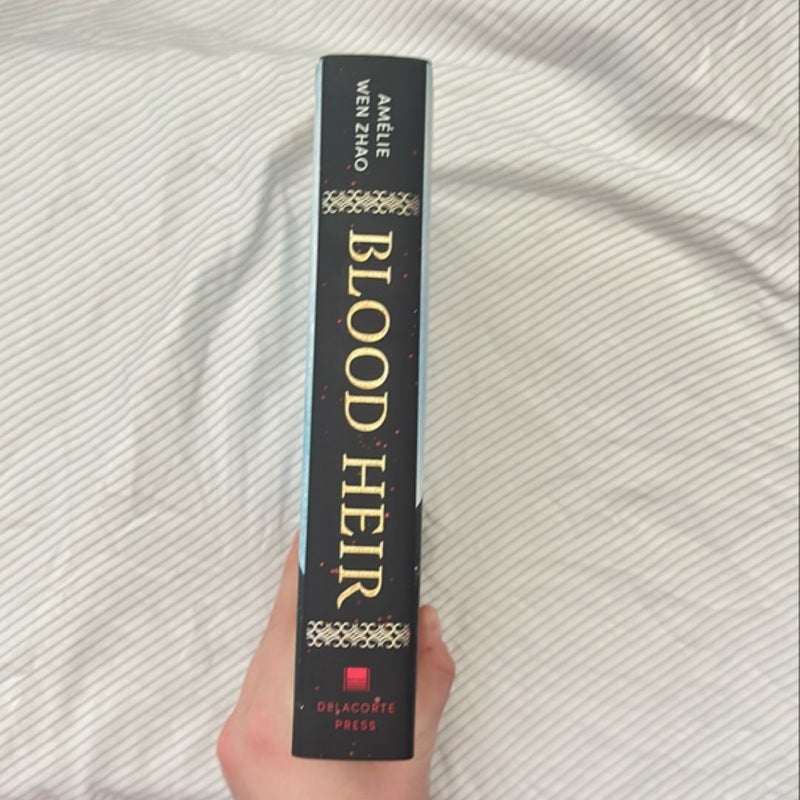 AMÉLIE
WEN ZHAO
BLOOD HEIR
DELACORTE
PRESS